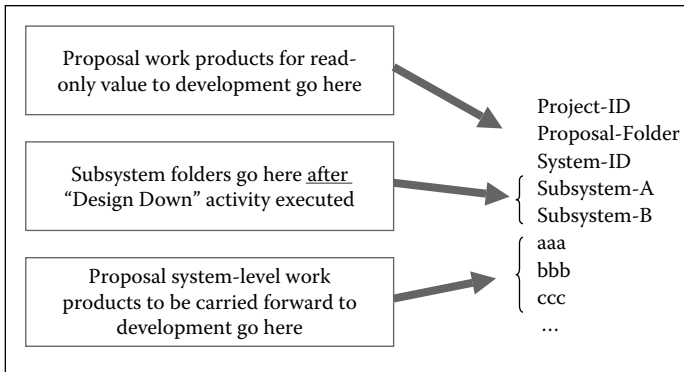 Proposal work products for read-
only value to development go here
Subsystem folders go here after
“Design Down” activity executed
Proposal system-level work
products to be carried forward to
development go here
Project-ID
Proposal-Folder
System-ID
Subsystem-A
Subsystem-B
aaa
bbb
ccc
...